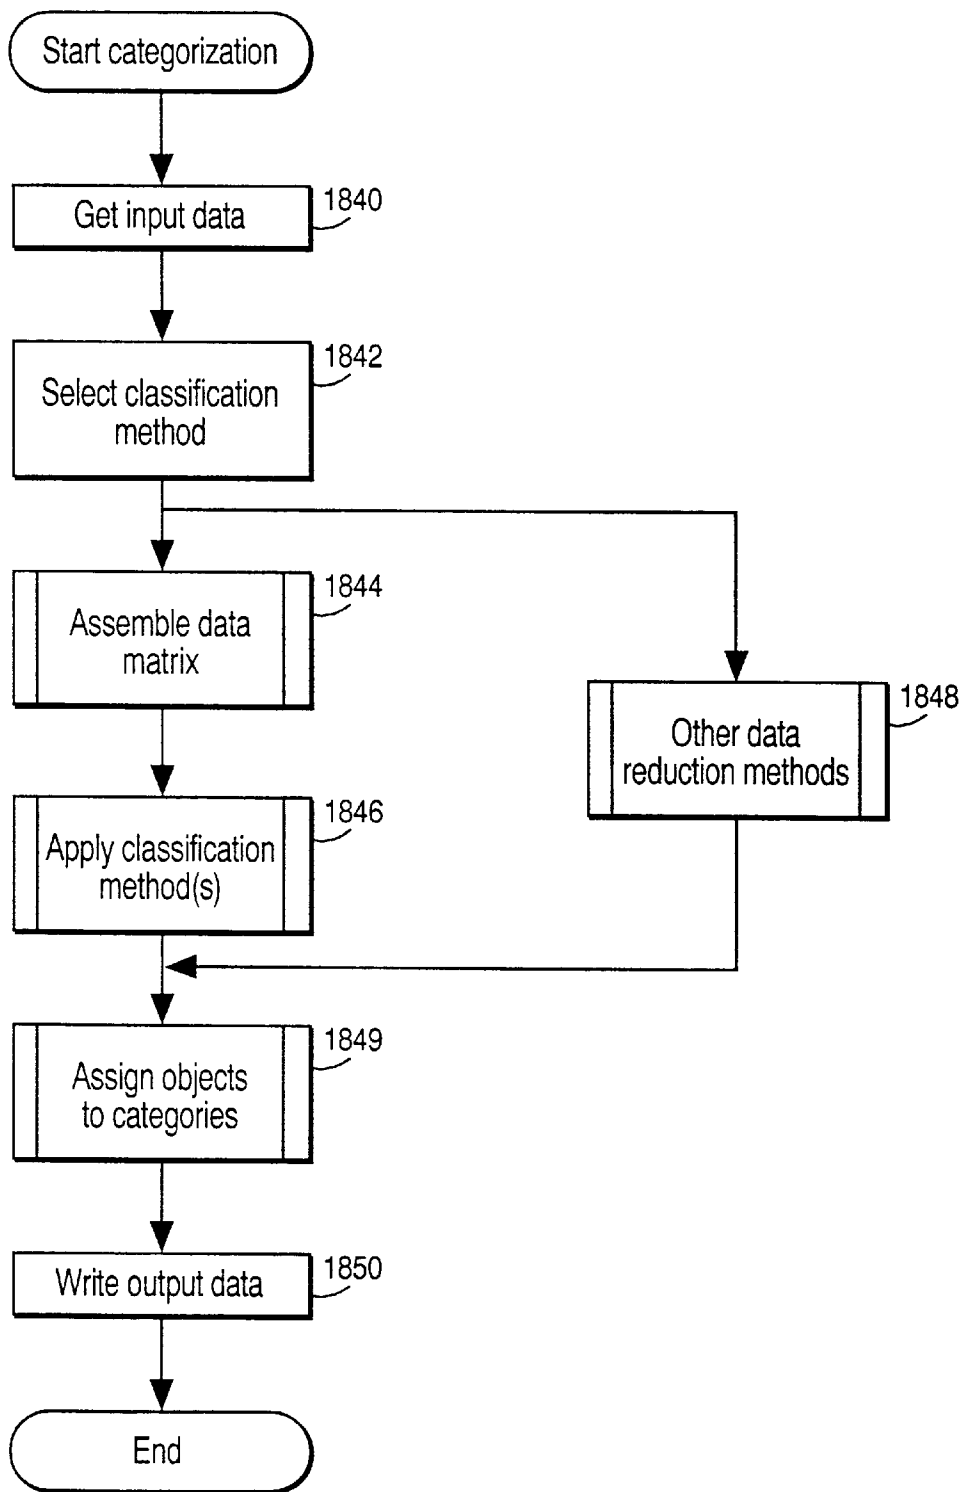 Start categorization
Get input data
1840
Select classification
method
1842
Assemble data
matrix
1844
Other data
reduction methods
1848
Apply classification
method(s)
1846
Assign objects
to categories
1849
Write output data
1850
End